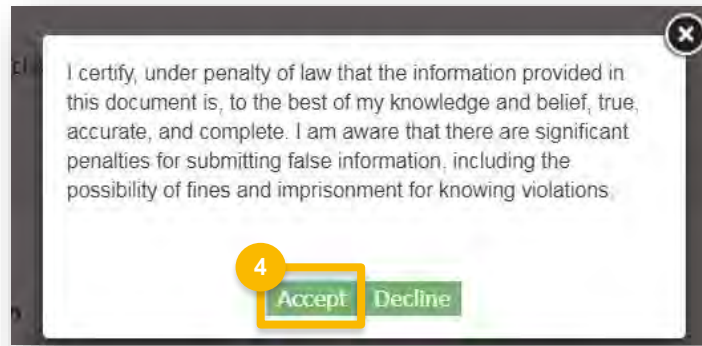 I certify, under penalty of law that the information provided in
this document is, to the best of my knowledge and belief, true,
accurate, and complete. I am aware that there are significant
penalties for submitting false information, including the
possibility of fines and imprisonment for knowing violations.
4
Accept Decline